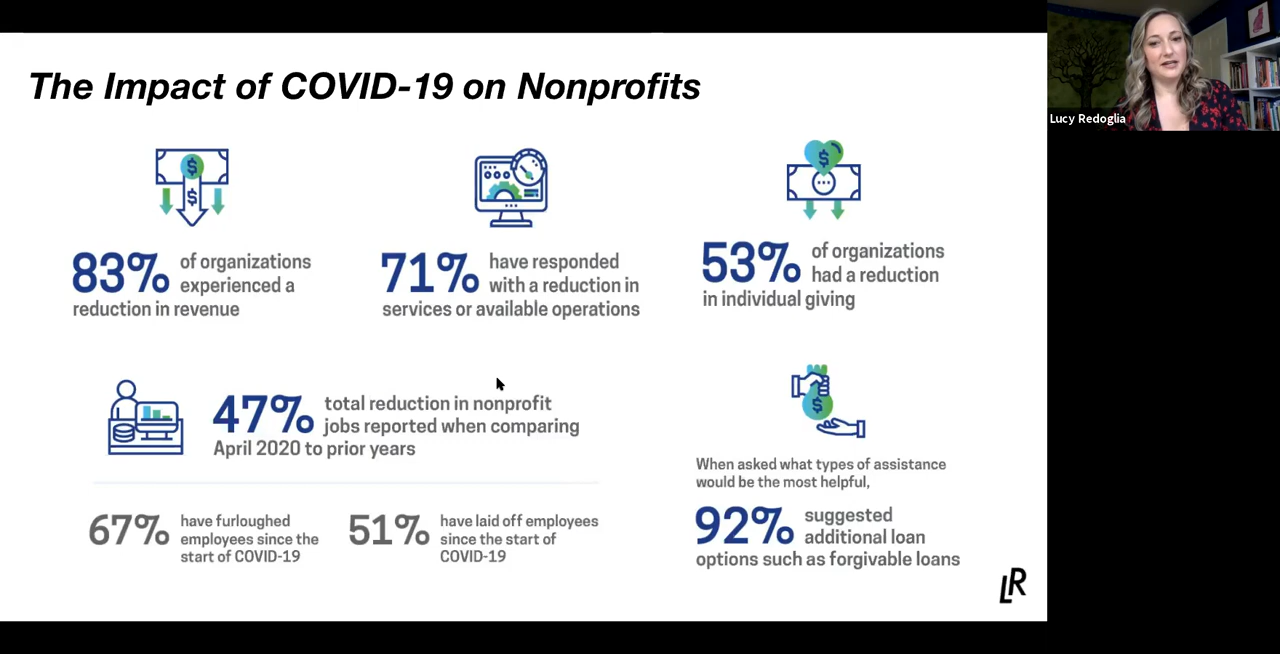 The Impact of COVID-19 on Nonprofits
Lucy Redoglia
$
$
$
83% of organizations
experienced a
reduction in revenue
71% have responded
with a reduction in
services or available operations
53% of organizations
had a reduction
in individual giving
47% total reduction in nonprofit
jobs reported when comparing
April 2020 to prior years
67% have furloughed
employees since the
start of COVID-19
51% have laid off employees
since the start of
COVID-19
$
When asked what types of assistance
would be the most helpful,
92% suggested
additional loan
options such as forgivable loans
LR